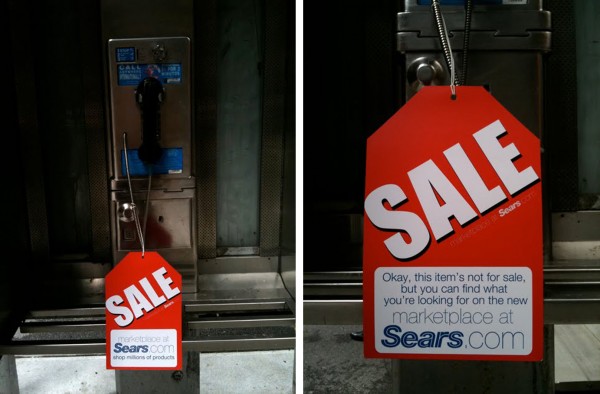 CALL
SALE
marketplace at
Sears.com
shop millions of products
SALE
marketplace at Sears.com
Okay, this item's not for sale,
but you can find what
you're looking for on the new
marketplace at
Sears.com